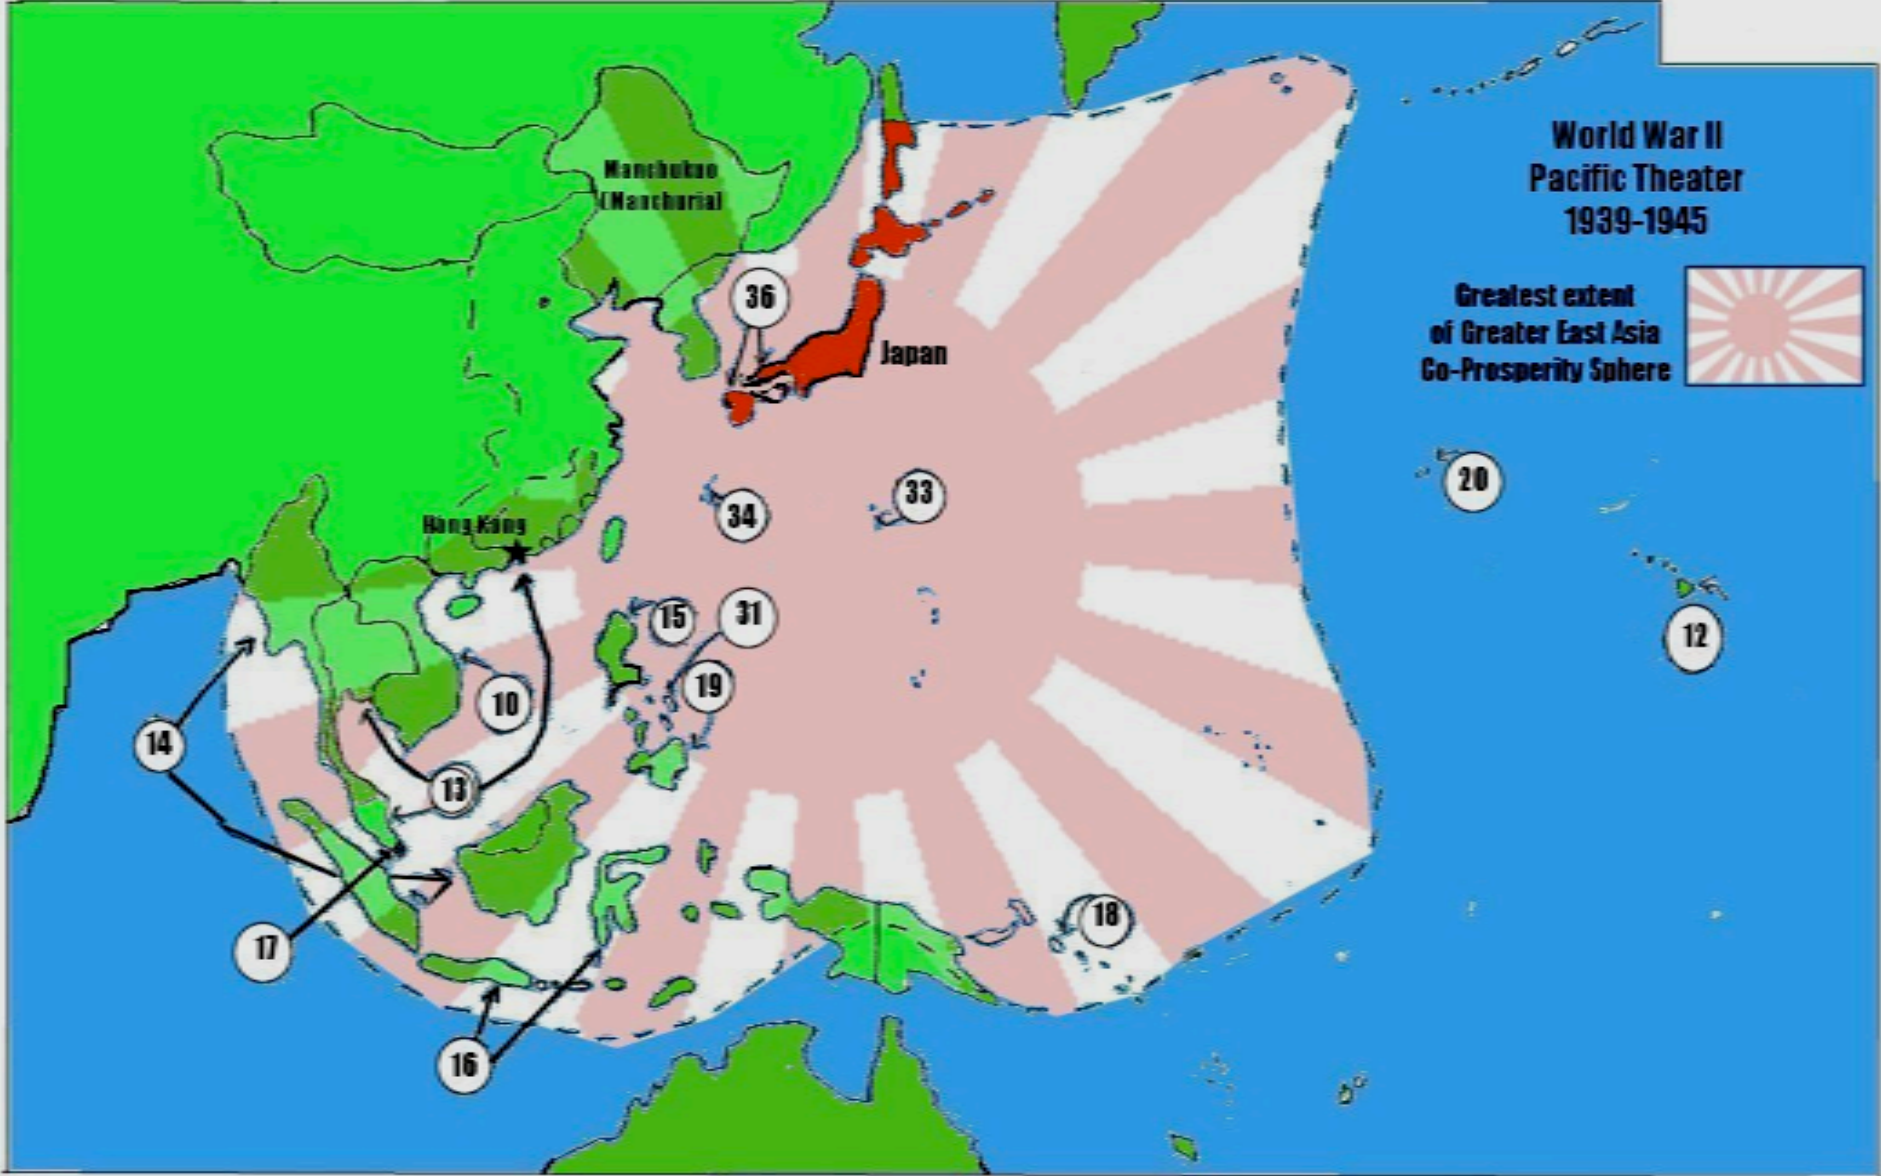 World War II
Pacific Theater
1939-1945
Greatest extent
of Greater East Asia
Co-Prosperity Sphere
Manchukuo
(Manchuria)
36
Japan
20
33
34
Hong Kong
15
31
12
19
10
14
13
18
17
16